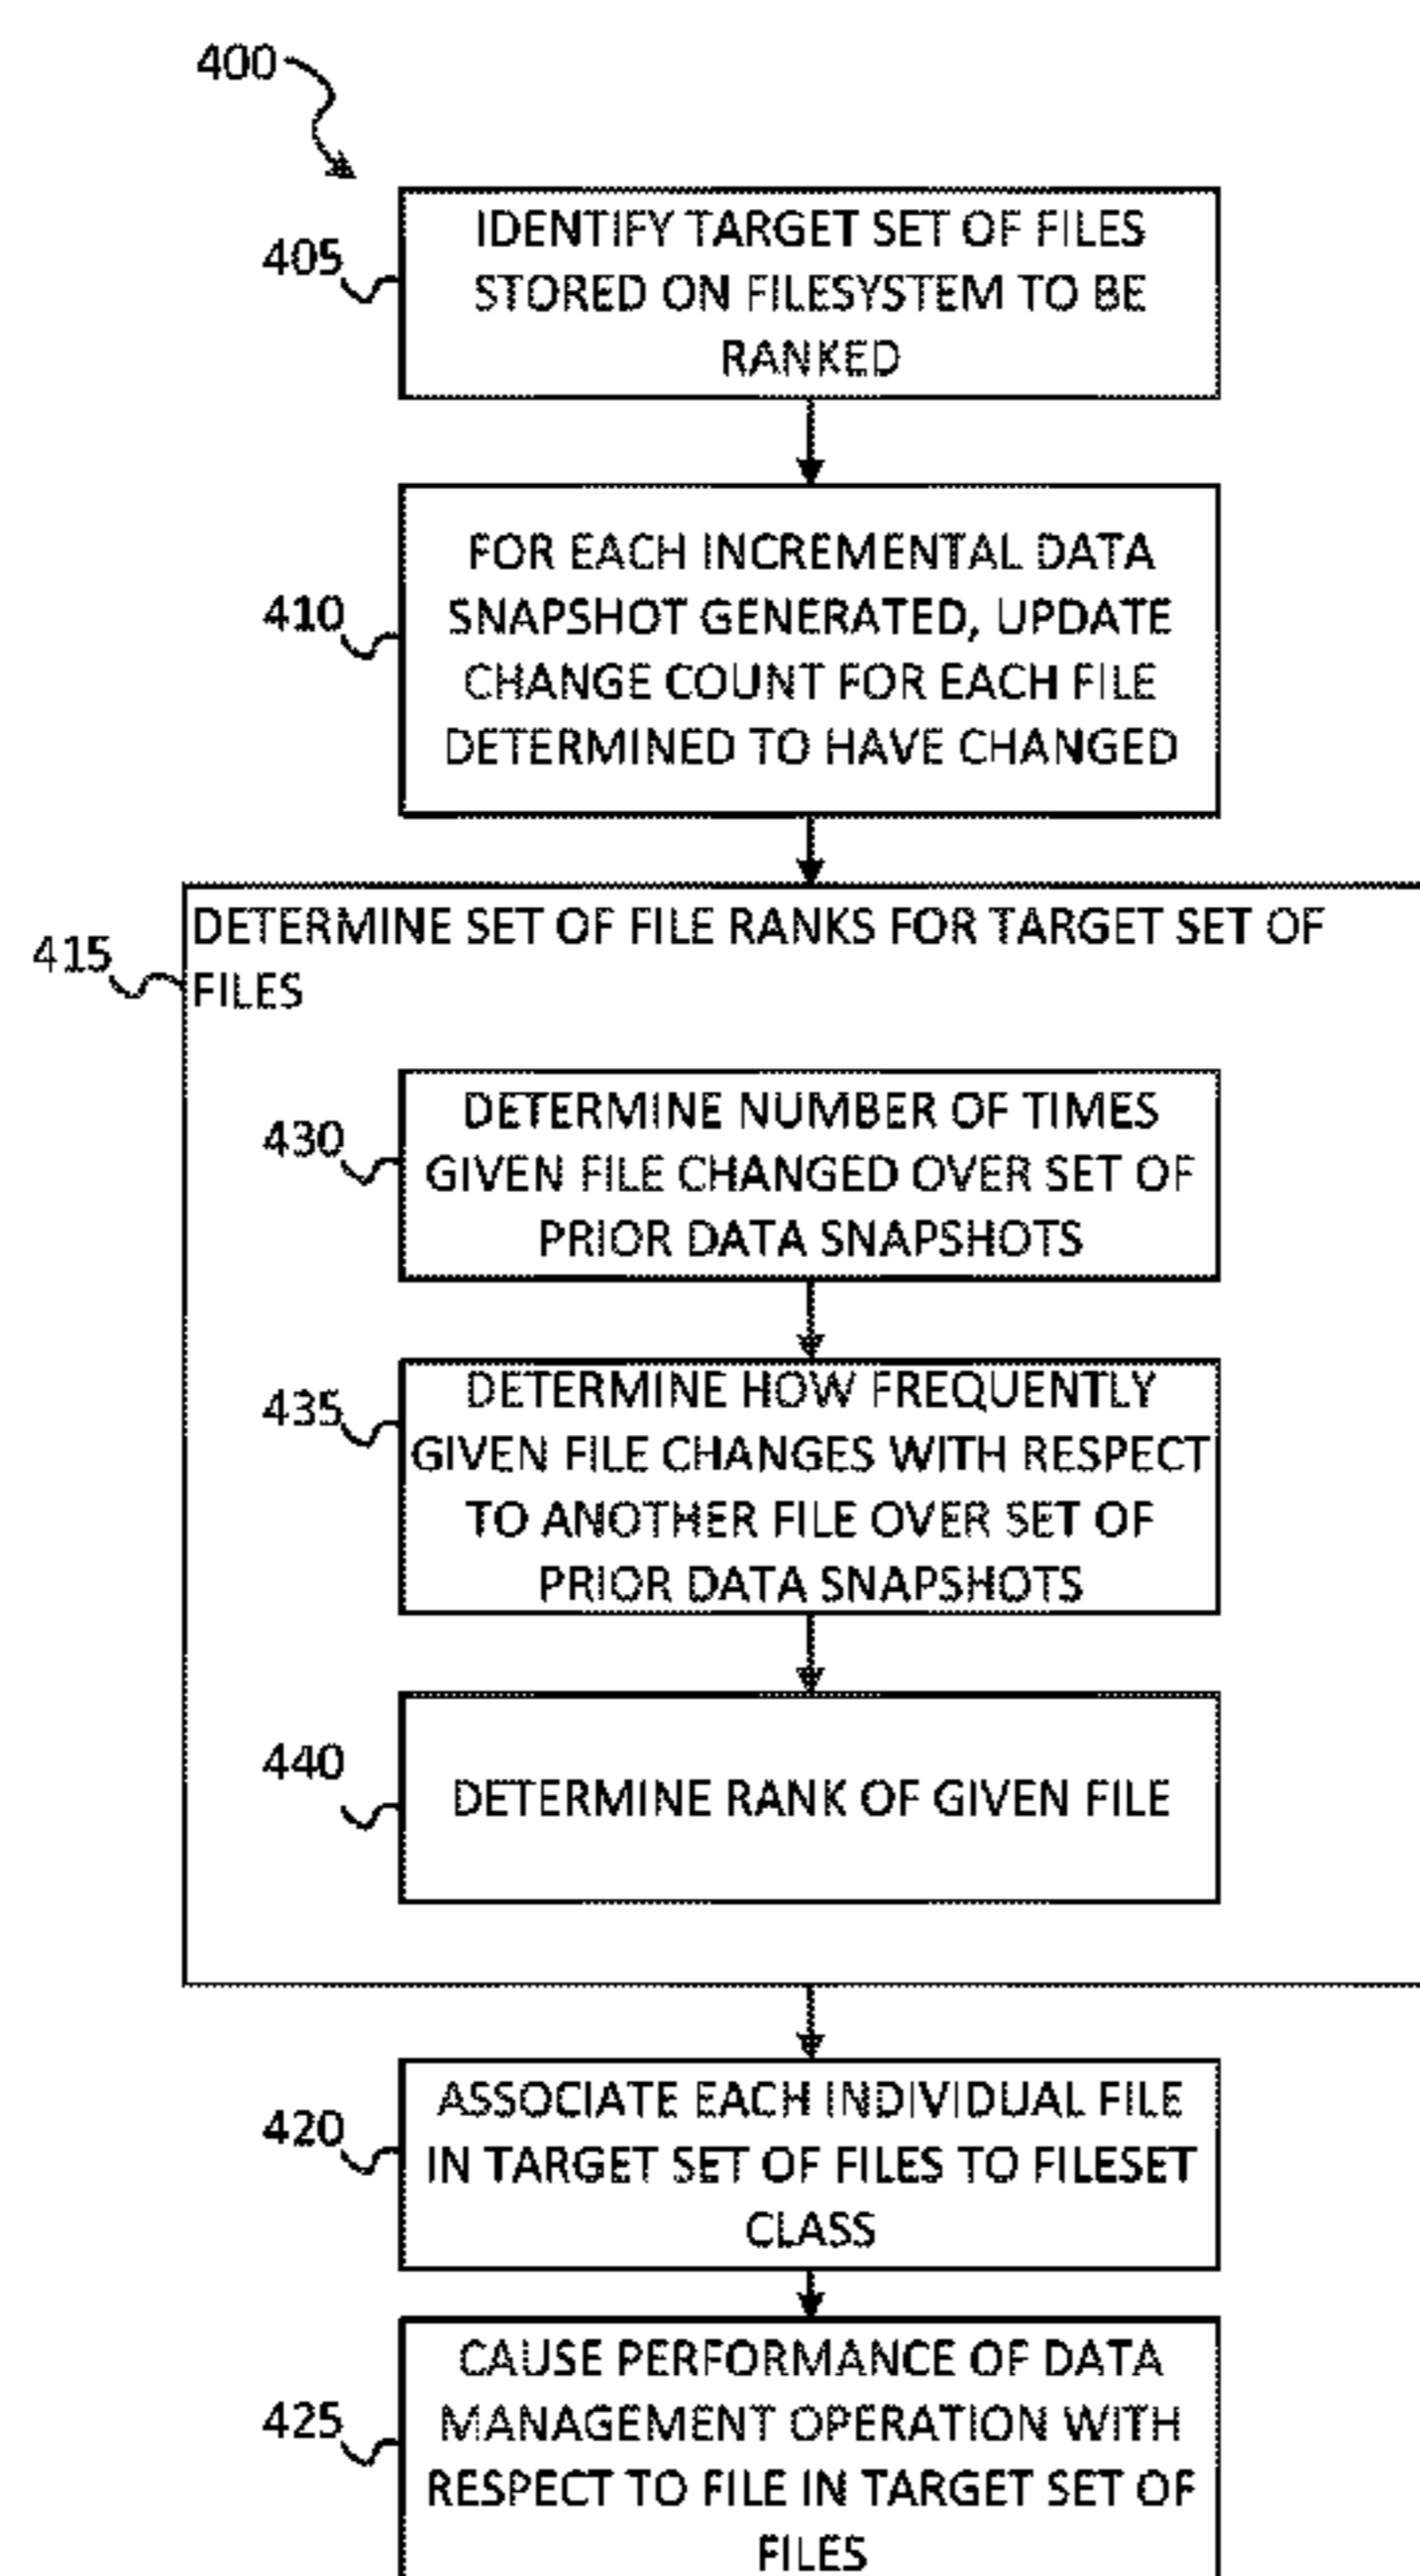 400
405
IDENTIFY TARGET SET OF FILES
STORED ON FILESYSTEM TO BE
RANKED
410
FOR EACH INCREMENTAL DATA
SNAPSHOT GENERATED, UPDATE
CHANGE COUNT FOR EACH FILE
DETERMINED TO HAVE CHANGED
415
DETERMINE SET OF FILE RANKS FOR TARGET SET OF
FILES
430
DETERMINE NUMBER OF TIMES
GIVEN FILE CHANGED OVER SET OF
PRIOR DATA SNAPSHOTS
435
DETERMINE HOW FREQUENTLY
GIVEN FILE CHANGES WITH RESPECT
TO ANOTHER FILE OVER SET OF
PRIOR DATA SNAPSHOTS
440
DETERMINE RANK OF GIVEN FILE
420
ASSOCIATE EACH INDIVIDUAL FILE
IN TARGET SET OF FILES TO FILESET
CLASS
425
CAUSE PERFORMANCE OF DATA
MANAGEMENT OPERATION WITH
RESPECT TO FILE IN TARGET SET OF
FILES